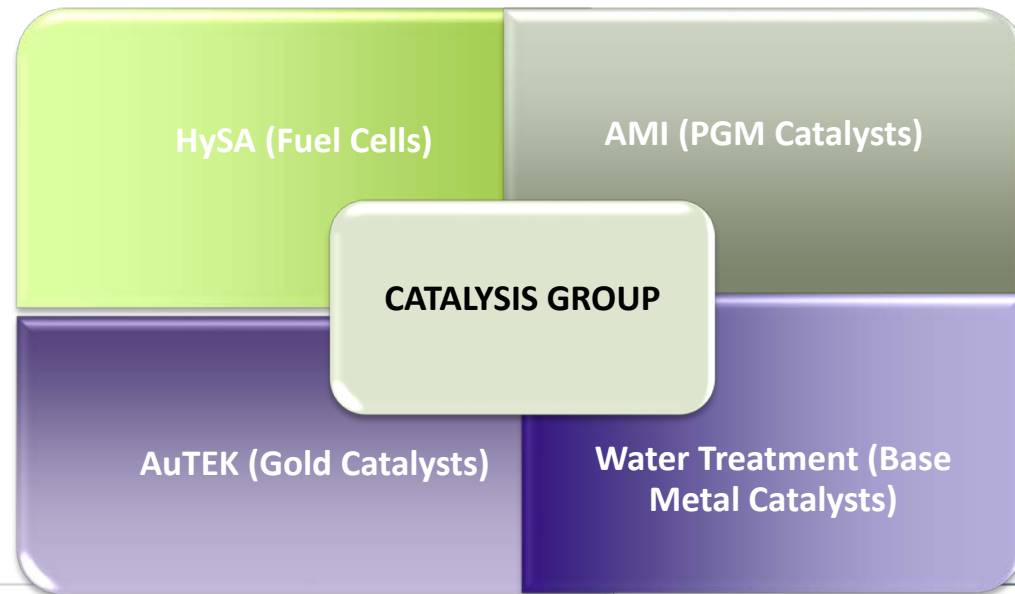 HySA (Fuel Cells)
AMI (PGM Catalysts)
CATALYSIS GROUP
AuTEK (Gold Catalysts)
Water Treatment (Base
Metal Catalysts)